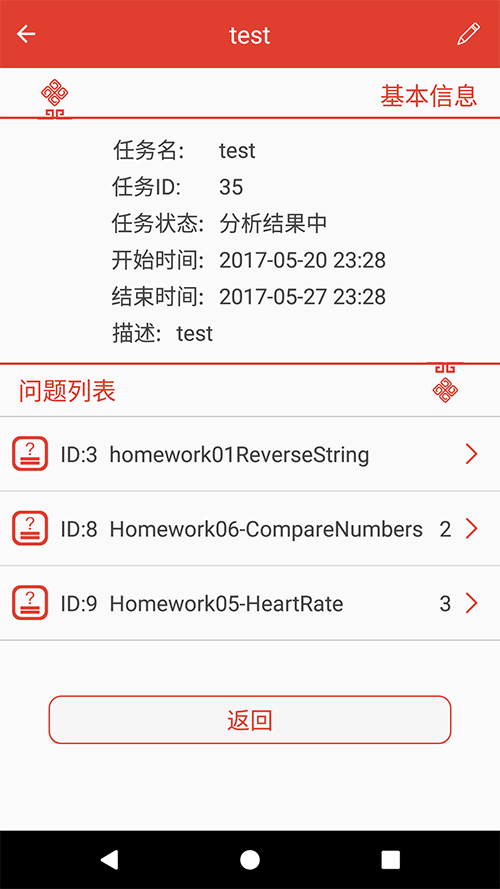 test
基本信息
任务名: test
任务ID: 35
任务状态: 分析结果中
开始时间: 2017-05-20 23:28
结束时间: 2017-05-27 23:28
描述: test
问题列表
? ID:3 homework01ReverseString
? ID:8 Homework06-CompareNumbers 2
? ID:9 Homework05-HeartRate 3
返回